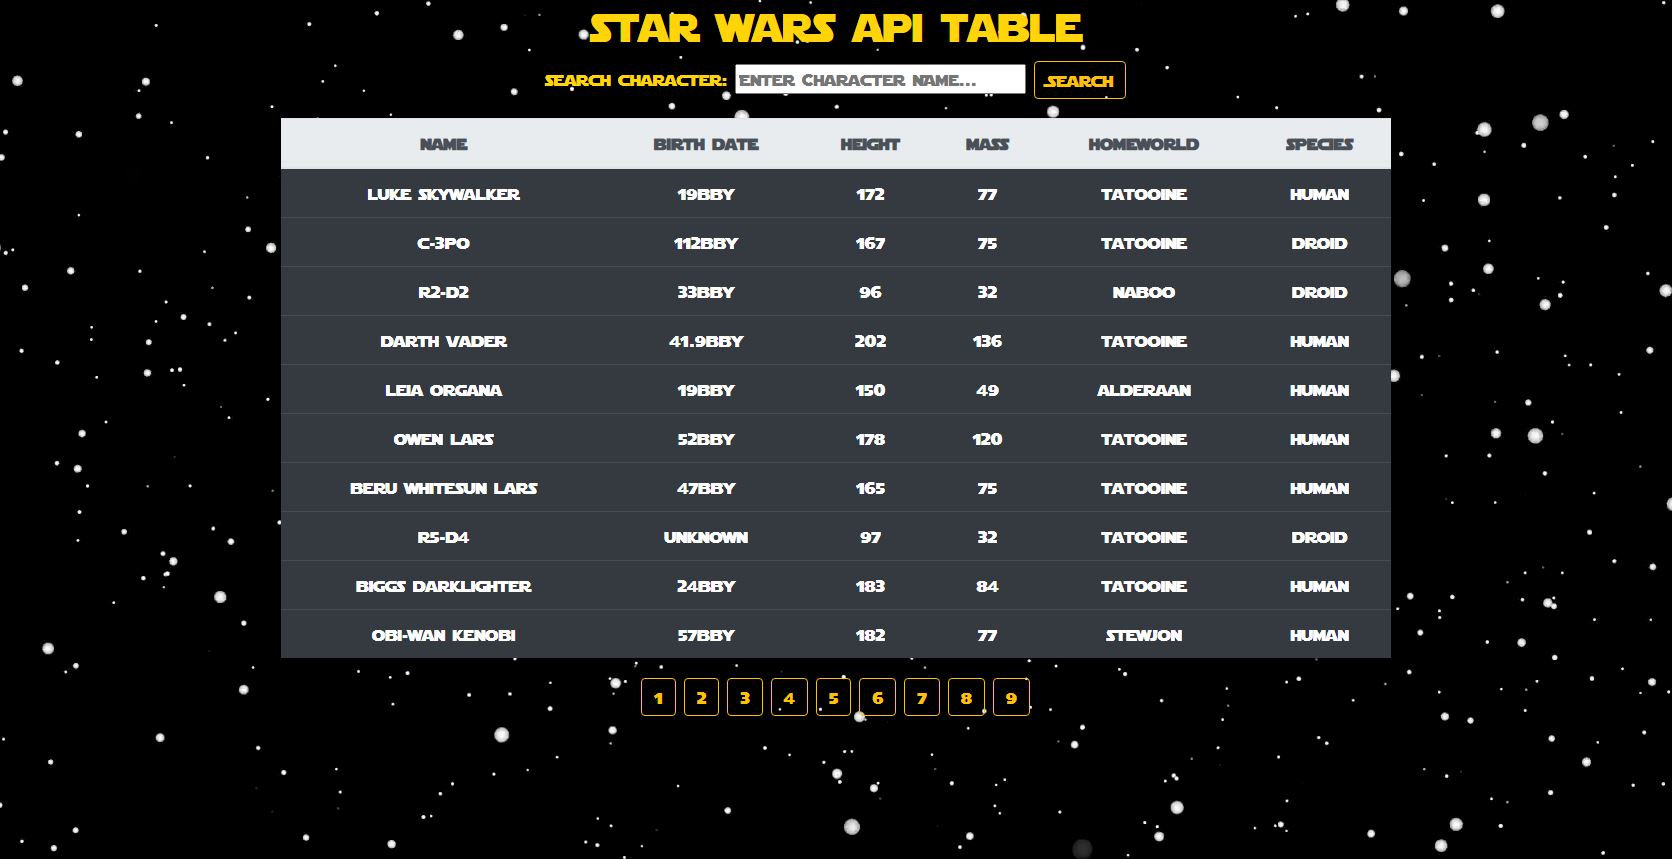 STAR WARS API TABLE
SEARCH CHARACTER: ENTER CHARACTER NAME... SEARCH
NAME BIRTH DATE HEIGHT MASS HOMEWORLD SPECIES
LUKE SKYWALKER 19BBY 172 77 TATOOINE HUMAN
C-3PO 112BBY 167 75 TATOOINE DROID
R2-D2 33BBY 96 32 NABOO DROID
DARTH VADER 41.9BBY 202 136 TATOOINE HUMAN
LEIA ORGANA 19BBY 150 49 ALDERAAN HUMAN
OWEN LARS 52BBY 178 120 TATOOINE HUMAN
BERU WHITESUN LARS 47BBY 165 75 TATOOINE HUMAN
R5-D4 UNKNOWN 97 32 TATOOINE DROID
BIGGS DARKLIGHTER 24BBY 183 84 TATOOINE HUMAN
OBI-WAN KENOBI 57BBY 182 77 STEWJON HUMAN
1 2 3 4 5 6 7 8 9